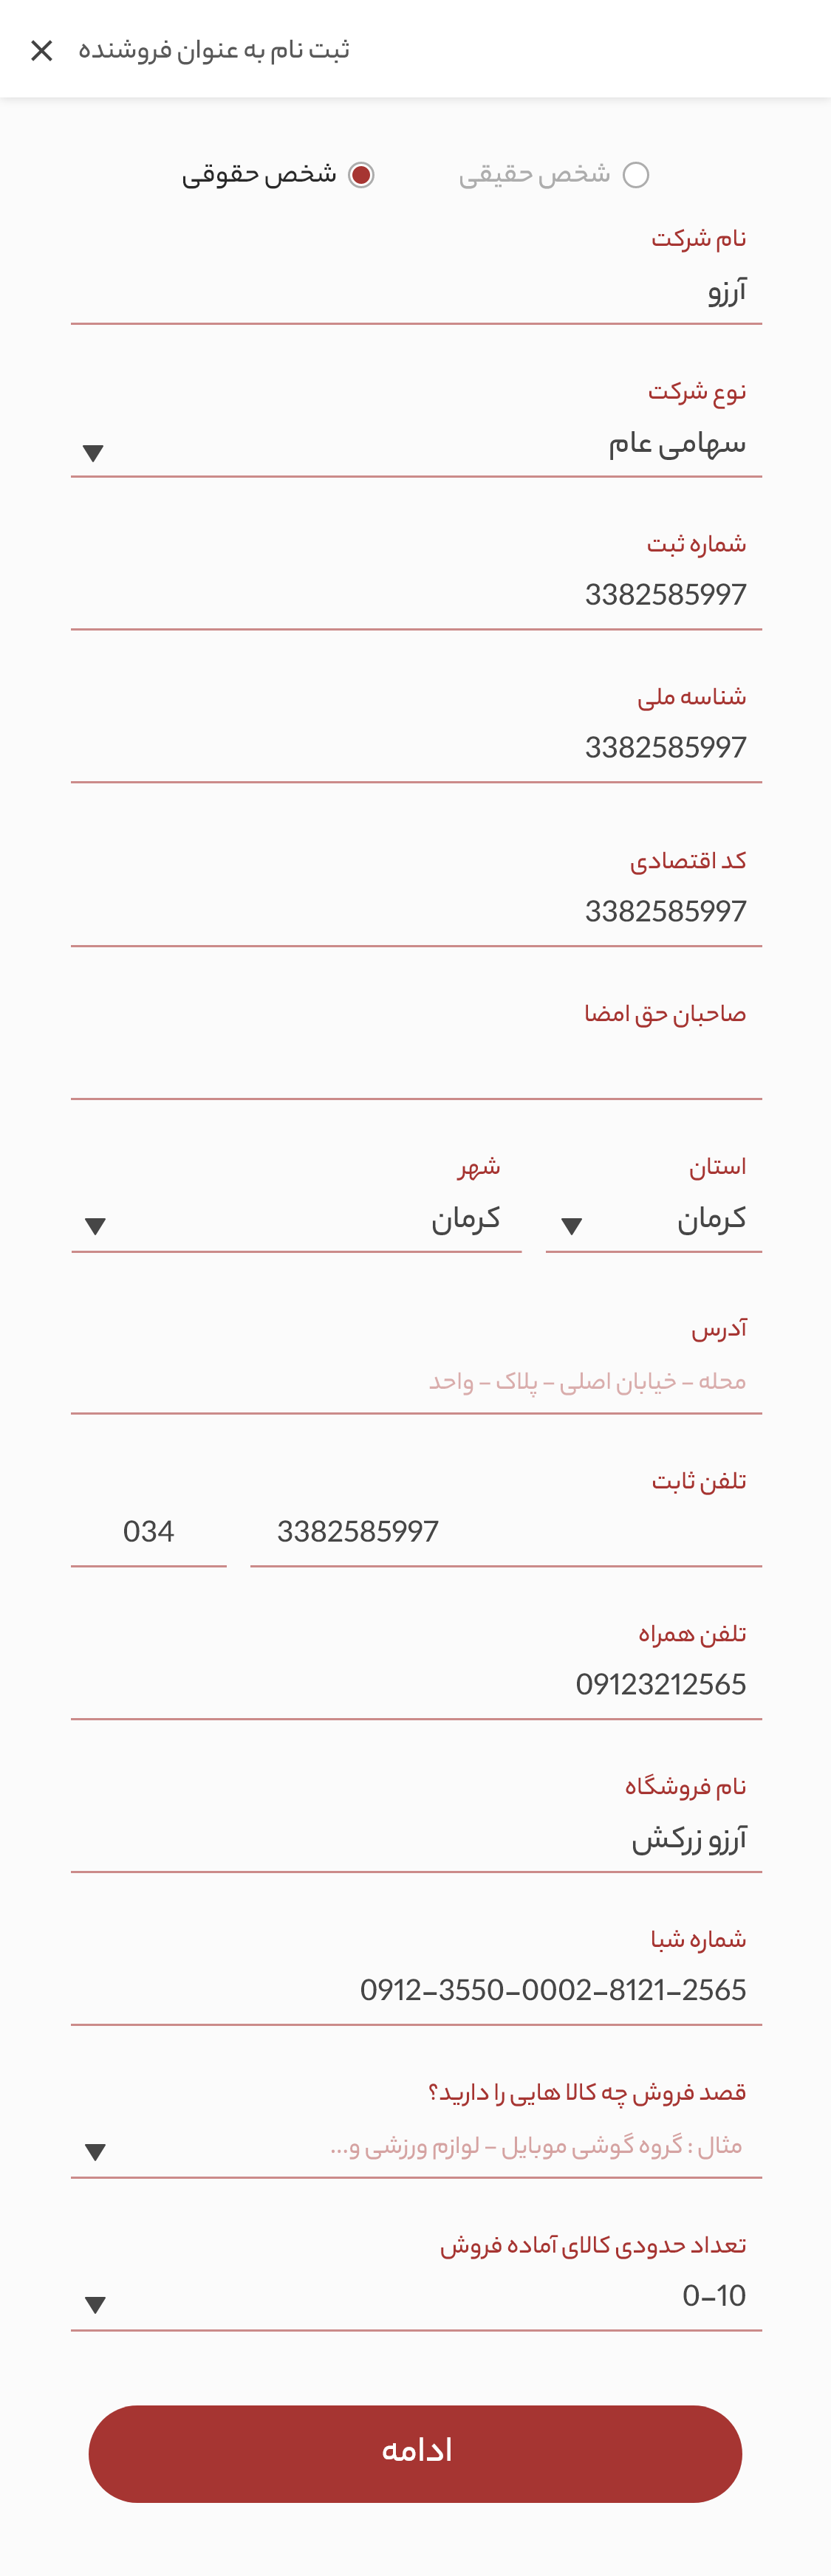 ثبت نام به عنوان فروشنده
شخص حقیقی شخص حقوقی
نام شرکت
آرزو
نوع شرکت
سهامی عام
شماره ثبت
3382585997
شناسه ملی
3382585997
کد اقتصادی
3382585997
صاحبان حق امضا
استان شهر
کرمان کرمان
آدرس
محله - خیابان اصلی - پلاک - واحد
تلفن ثابت
3382585997 034
تلفن همراه
09123212565
نام فروشگاه
آرزو زرکش
شماره شبا
0912-3550-0002-8121-2565
قصد فروش چه کالا هایی را دارید؟
مثال : گروه گوشی موبایل - لوازم ورزشی و...
تعداد حدودی کالای آماده فروش
0-10
ادامه